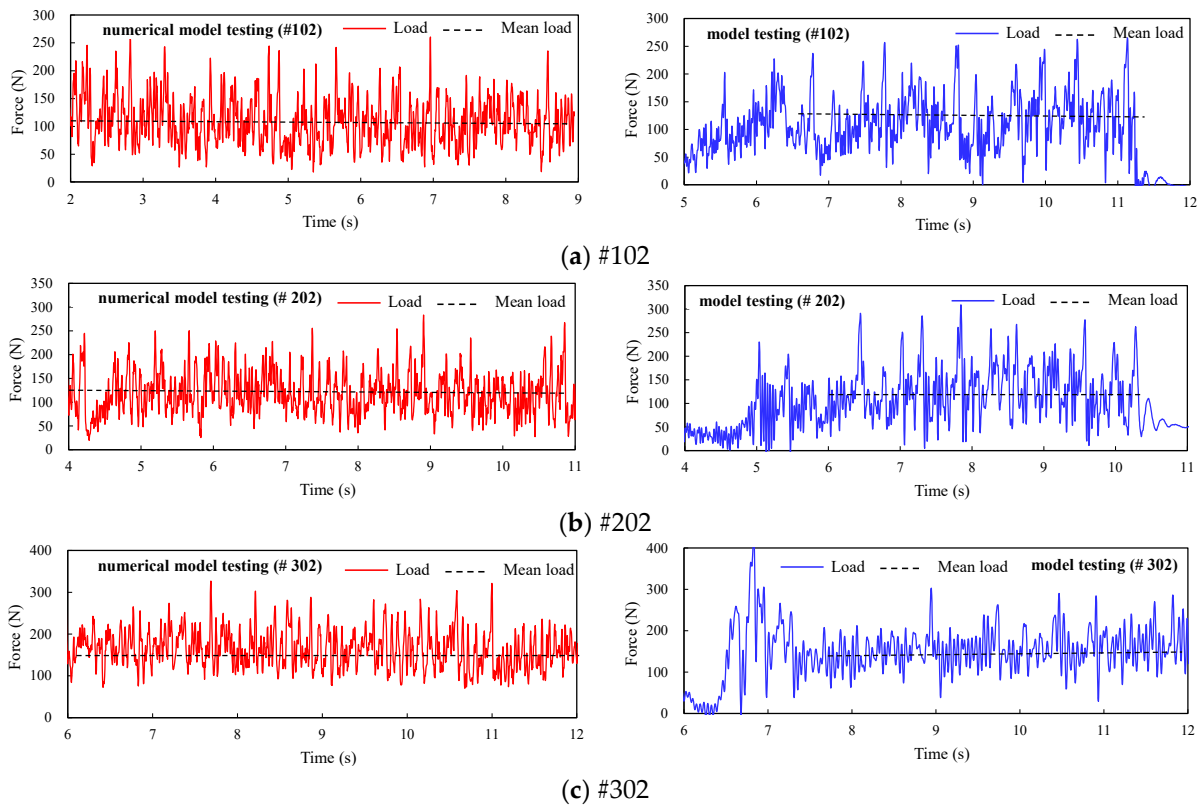 numerical model testing (#102) Load Mean load
300
250
200
150
100
50
0
Force (N)
2 3 4 5 6 7 8 9
Time (s)
model testing (#102) Load Mean load
300
250
200
150
100
50
0
Force (N)
5 6 7 8 9 10 11 12
Time (s)
(a) #102
numerical model testing (# 202) Load Mean load
350
300
250
200
150
100
50
0
Force (N)
4 5 6 7 8 9 10 11
Time (s)
model testing (# 202) Load Mean load
350
300
250
200
150
100
50
0
Force (N)
4 5 6 7 8 9 10 11
Time (s)
(b) #202
numerical model testing (# 302) Load Mean load
400
300
200
100
0
Force (N)
6 7 8 9 10 11 12
Time (s)
Load Mean load model testing (# 302)
400
300
200
100
0
Force (N)
6 7 8 9 10 11 12
Time (s)
(c) #302